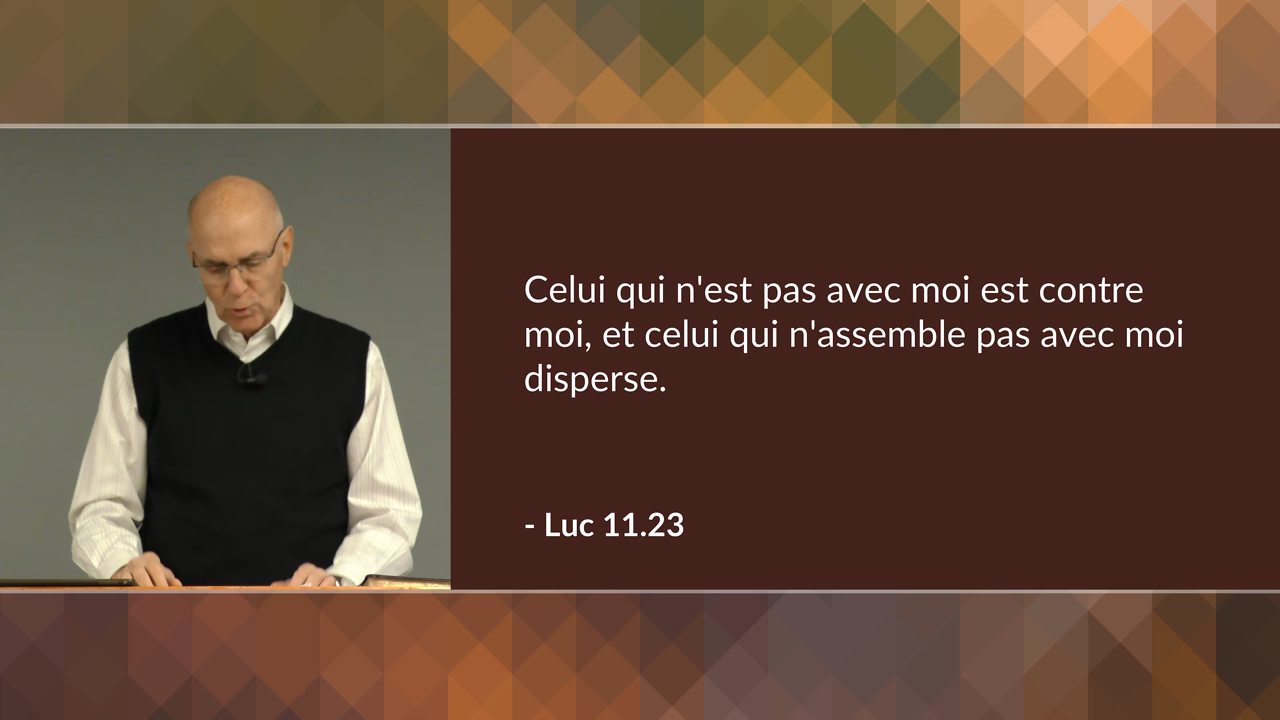 Celui qui n'est pas avec moi est contre
moi, et celui qui n'assemble pas avec moi
disperse.
- Luc 11.23